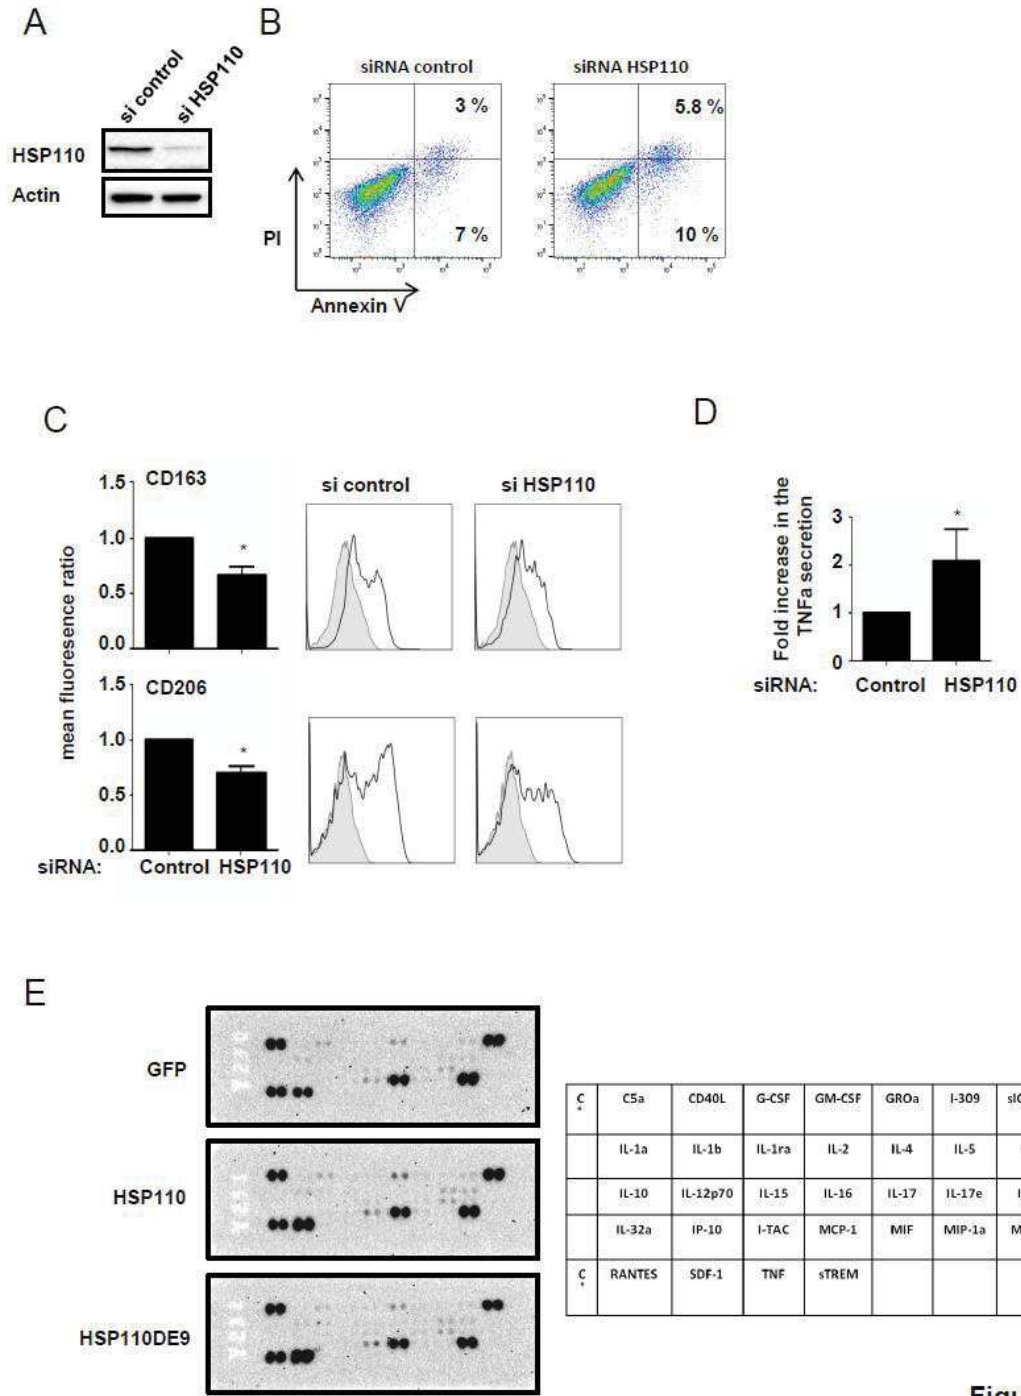 A
si control
si HSP110
HSP110
Actin
B
siRNA control
siRNA HSP110
3 %
7 %
5.8 %
10 %
PI
Annexin V
C
mean fluoresence ratio
CD163
1.5
1.0
0.5
0.0
CD206
1.5
1.0
0.5
0.0
*
*
siRNA: Control HSP110
si control
si HSP110
D
Fold increase in the
TNFa secretion
3
2
1
0
*
siRNA: Control HSP110
E
GFP
HSP110
HSP110DE9
C+ C5a CD40L G-CSF GM-CSF GROa I-309
IL-1a IL-1b IL-1ra IL-2 IL-4 IL-5
IL-10 IL-12p70 IL-15 IL-16 IL-17 IL-17e
IL-32a IP-10 I-TAC MCP-1 MIF MIP-1a
C+ RANTES SDF-1 TNF sTREM